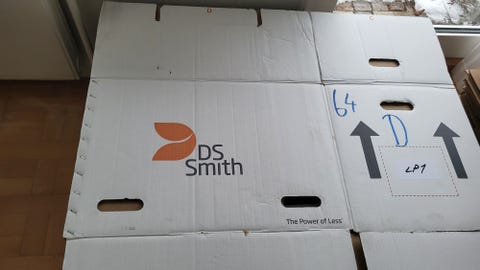 64
D
DS
Smith
LP1
The Power of Less